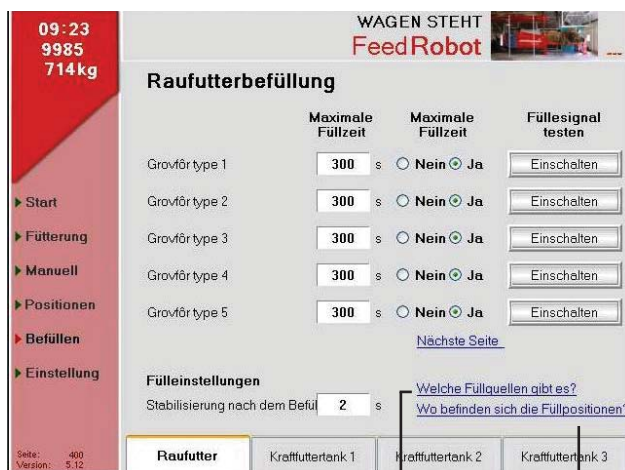 09:23
9985
714kg
WAGEN STEHT
FeedRobot
...
Raufutterbefüllung
Maximale Füllzeit
Maximale Füllzeit
Füllesignal testen
Grovfôr type 1 300 s Nein Ja Einschalten
Grovfôr type 2 300 s Nein Ja Einschalten
Grovfôr type 3 300 s Nein Ja Einschalten
Grovfôr type 4 300 s Nein Ja Einschalten
Grovfôr type 5 300 s Nein Ja Einschalten
Nächste Seite
Start
Fütterung
Manuell
Positionen
Befüllen
Einstellung
Fülleinstellungen
Stabilisierung nach dem Befül 2 s
Welche Füllquellen gibt es?
Wo befinden sich die Füllpositionen?
Seite: 400
Version: 5.12
Raufutter
Kraftfuttertank 1
Kraftfuttertank 2
Kraftfuttertank 3